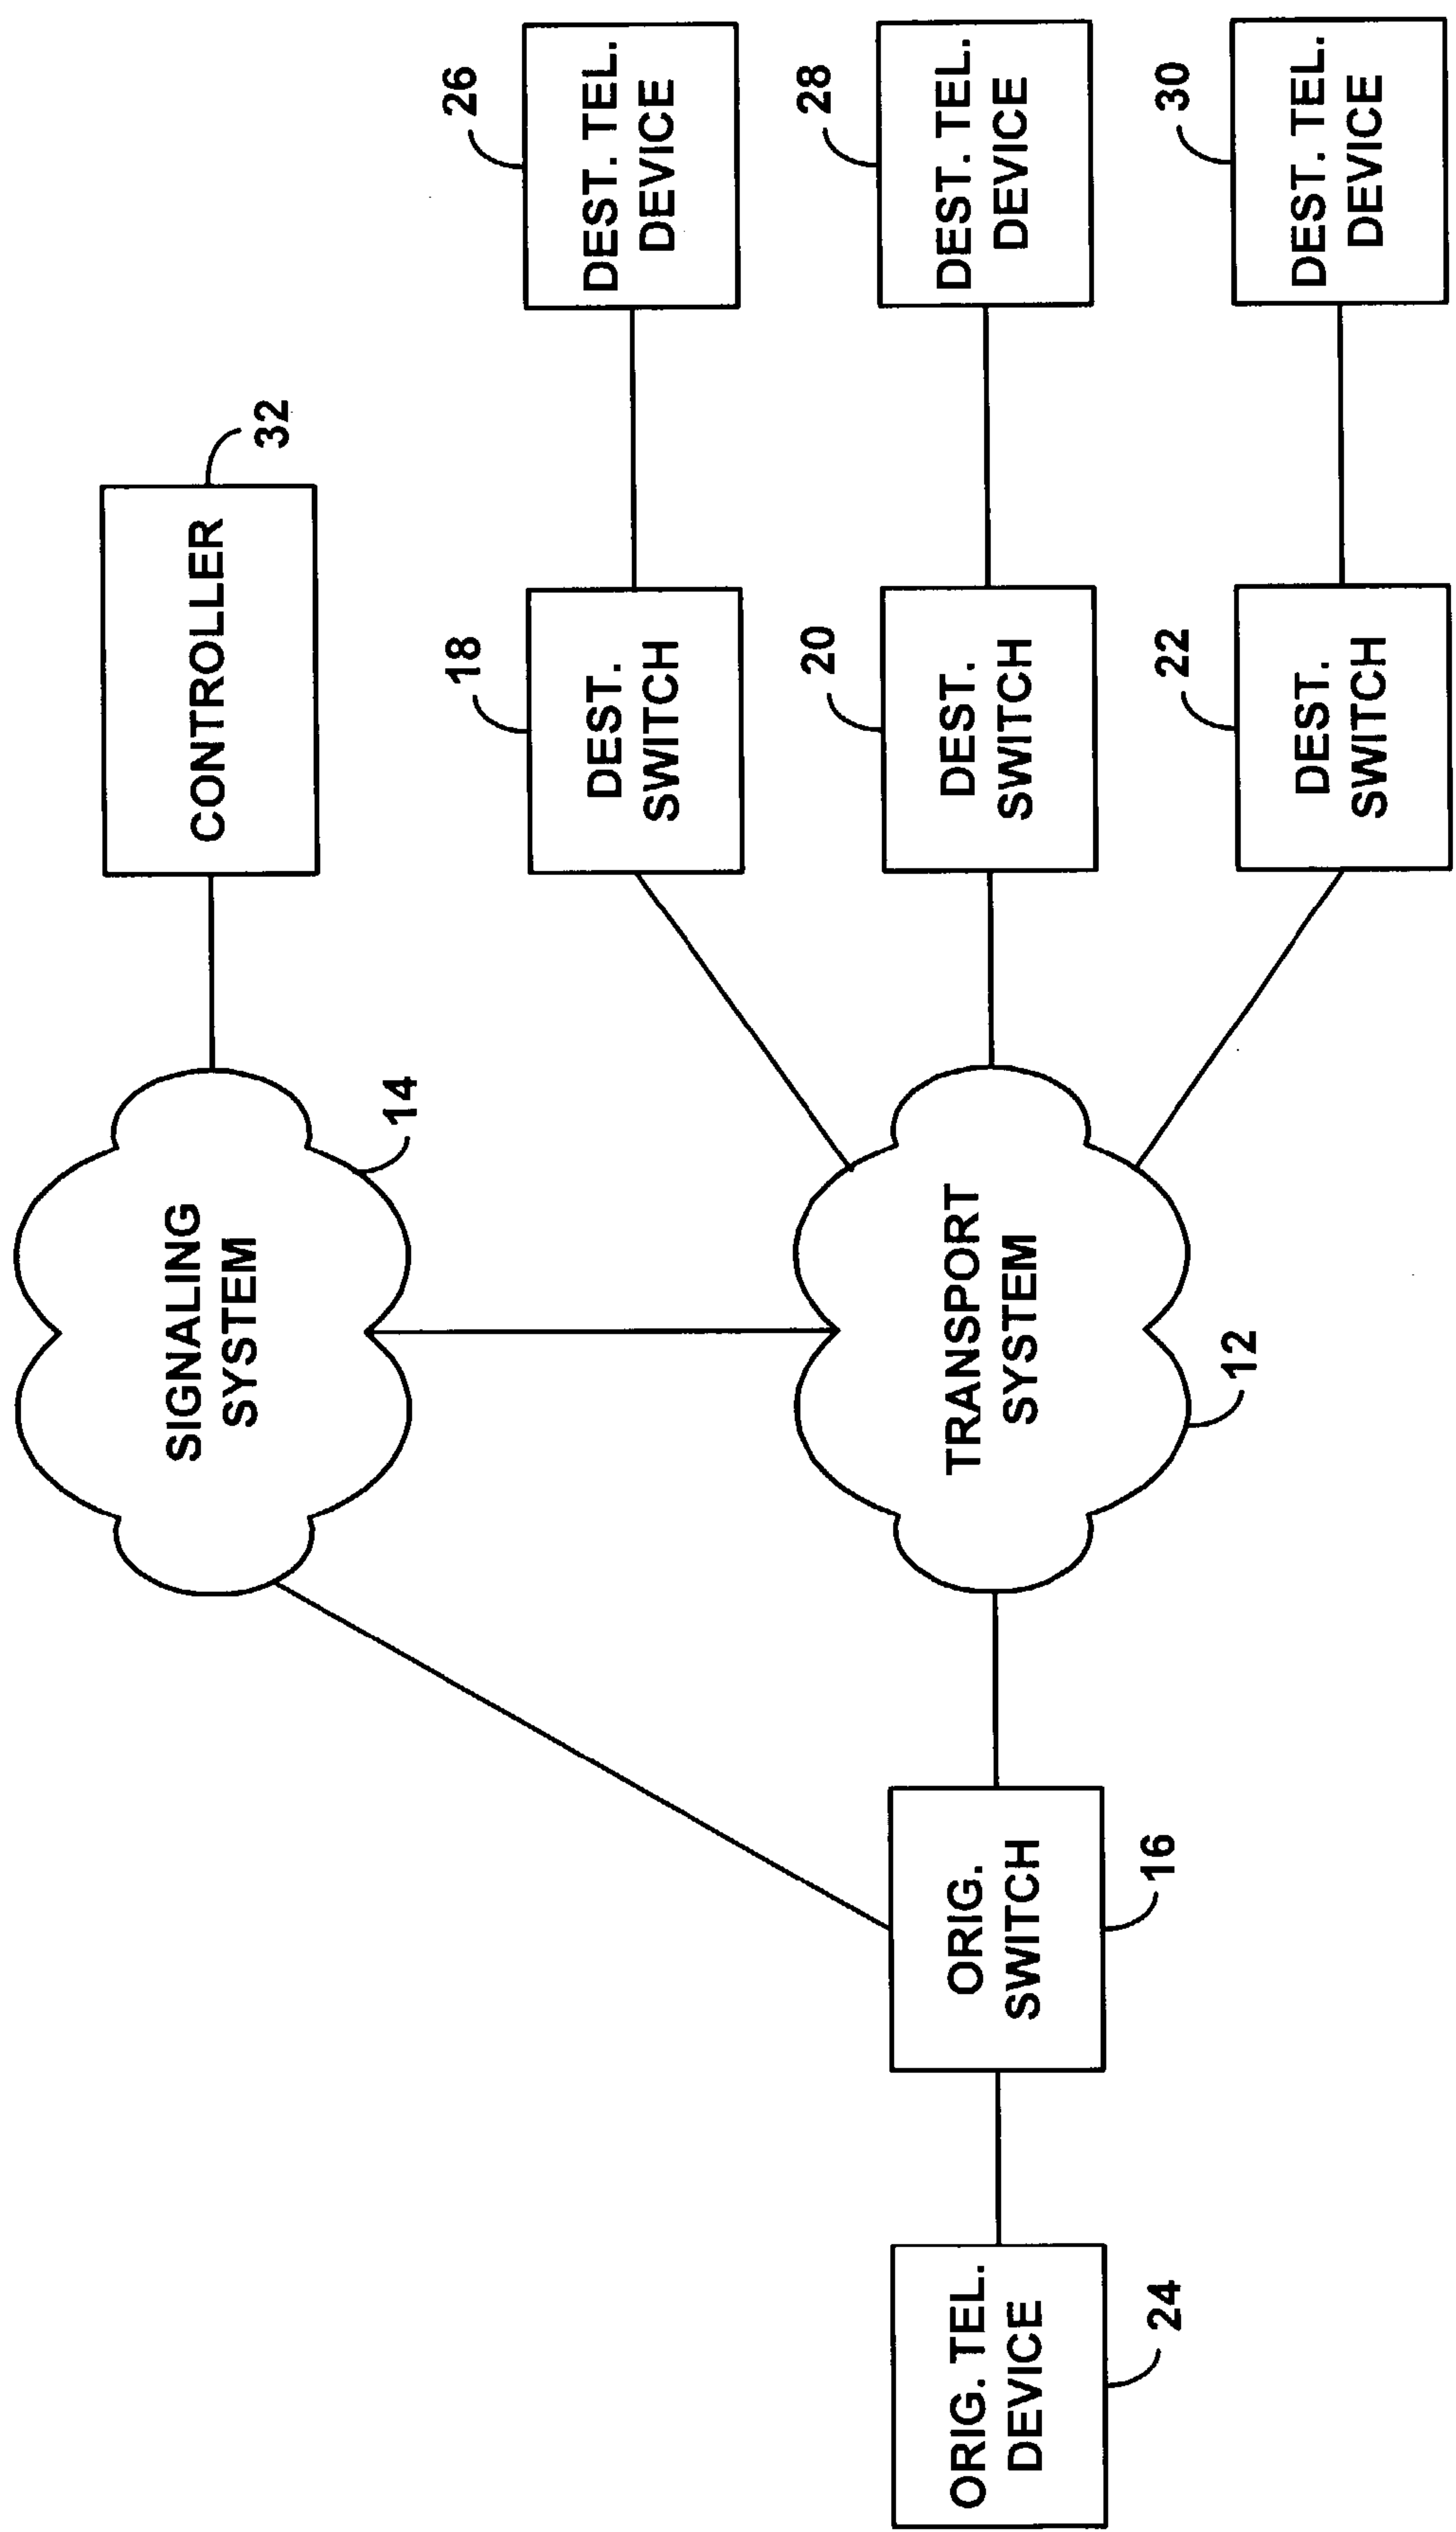 SIGNALING
SYSTEM
14
CONTROLLER
32
DEST.
SWITCH
18
DEST. TEL.
DEVICE
26
ORIG. TEL.
DEVICE
24
ORIG.
SWITCH
16
TRANSPORT
SYSTEM
12
DEST.
SWITCH
20
DEST. TEL.
DEVICE
28
DEST.
SWITCH
22
DEST. TEL.
DEVICE
30